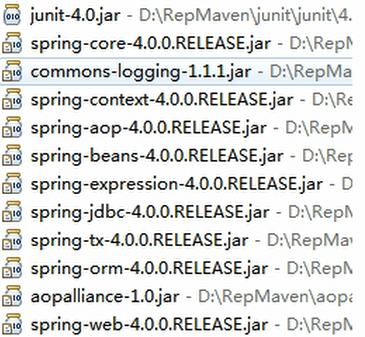 junit-4.0.jar - D:\RepMaven\junit\junit\4.
spring-core-4.0.0.RELEASE.jar - D:\RepM
commons-logging-1.1.1.jar - D:\RepMa
spring-context-4.0.0.RELEASE.jar - D:\Re
spring-aop-4.0.0.RELEASE.jar - D:\RepM
spring-beans-4.0.0.RELEASE.jar - D:\Rep
spring-expression-4.0.0.RELEASE.jar - D
spring-jdbc-4.0.0.RELEASE.jar - D:\RepM
spring-tx-4.0.0.RELEASE.jar - D:\RepMav
spring-orm-4.0.0.RELEASE.jar - D:\RepM
aopalliance-1.0.jar - D:\RepMaven\aopa
spring-web-4.0.0.RELEASE.jar - D:\RepM